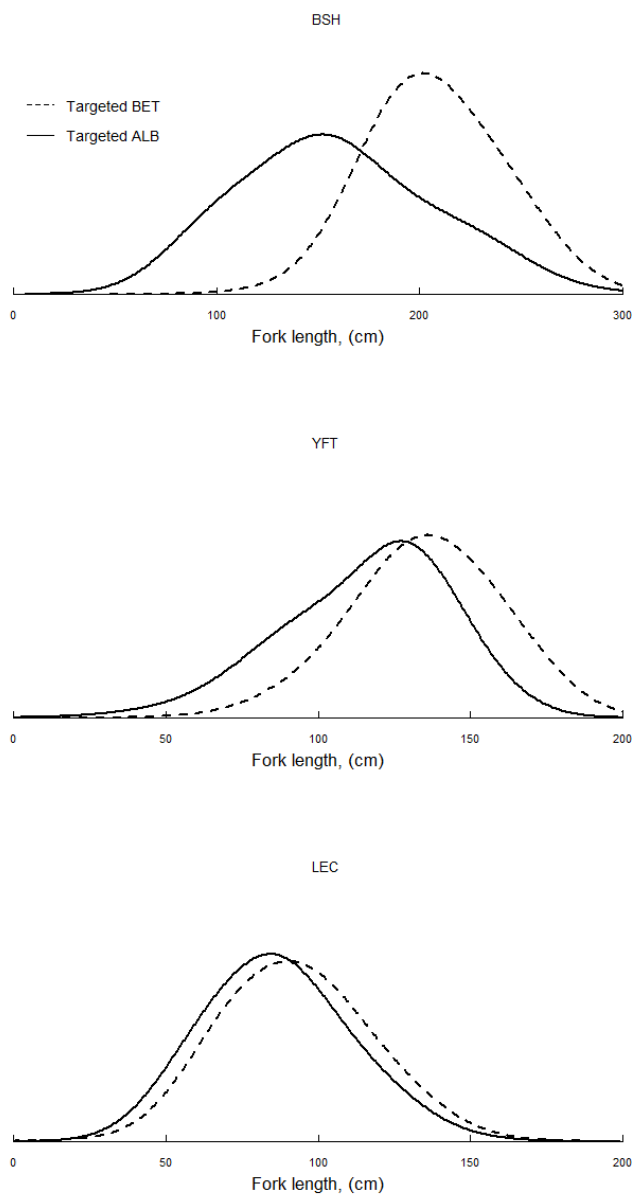 BSH
Targeted BET
Targeted ALB
0 100 200 300
Fork length, (cm)
YFT
0 50 100 150 200
Fork length, (cm)
LEC
0 50 100 150 200
Fork length, (cm)